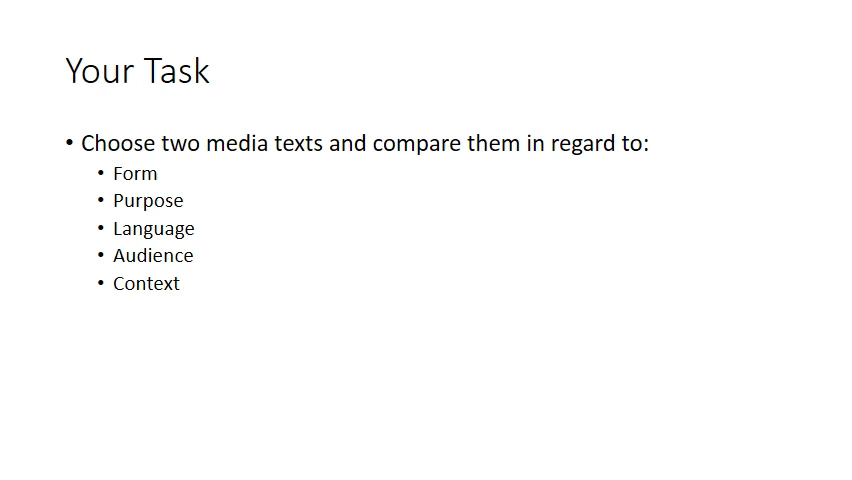 Your Task
• Choose two media texts and compare them in regard to:
• Form
• Purpose
• Language
• Audience
• Context